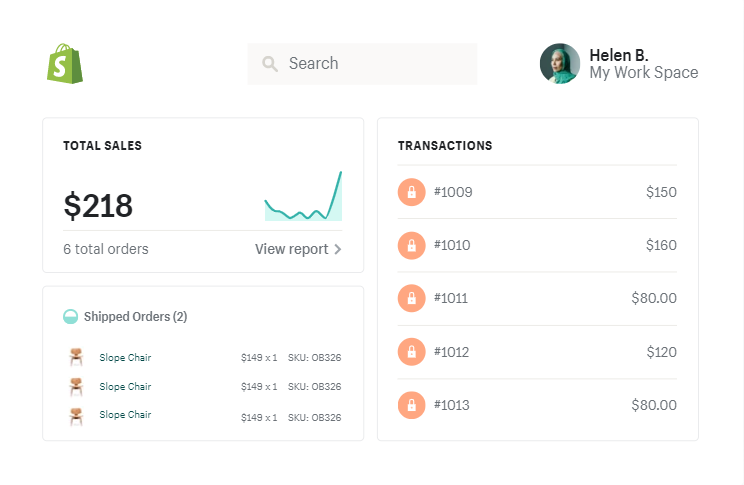 S
Search
Helen B.
My Work Space
TOTAL SALES
$218
6 total orders
View report
Shipped Orders (2)
Slope Chair $149 x 1 SKU: OB326
Slope Chair $149 x 1 SKU: OB326
Slope Chair $149 x 1 SKU: OB326
TRANSACTIONS
#1009 $150
#1010 $160
#1011 $80.00
#1012 $120
#1013 $80.00